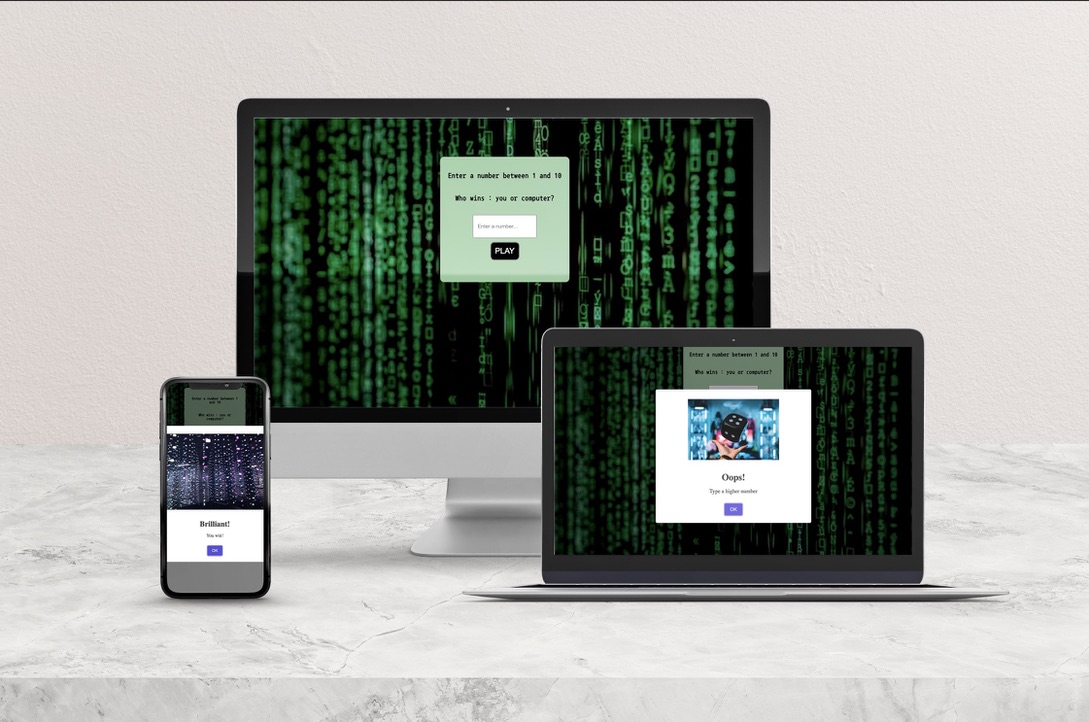 Enter a number between 1 and 10
Who wins : you or computer?
Enter a number...
PLAY
Enter a number between 1 and 10
Who wins : you or computer?
Oops!
Type a higher number
OK
Enter a number between 1
and 10
Who wins : you or
computer?
Brilliant!
You win!
OK